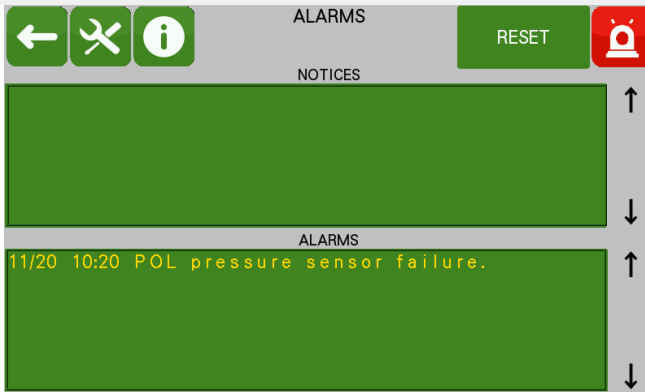 ALARMS
RESET
NOTICES
ALARMS
11/20 10:20 POL pressure sensor failure.